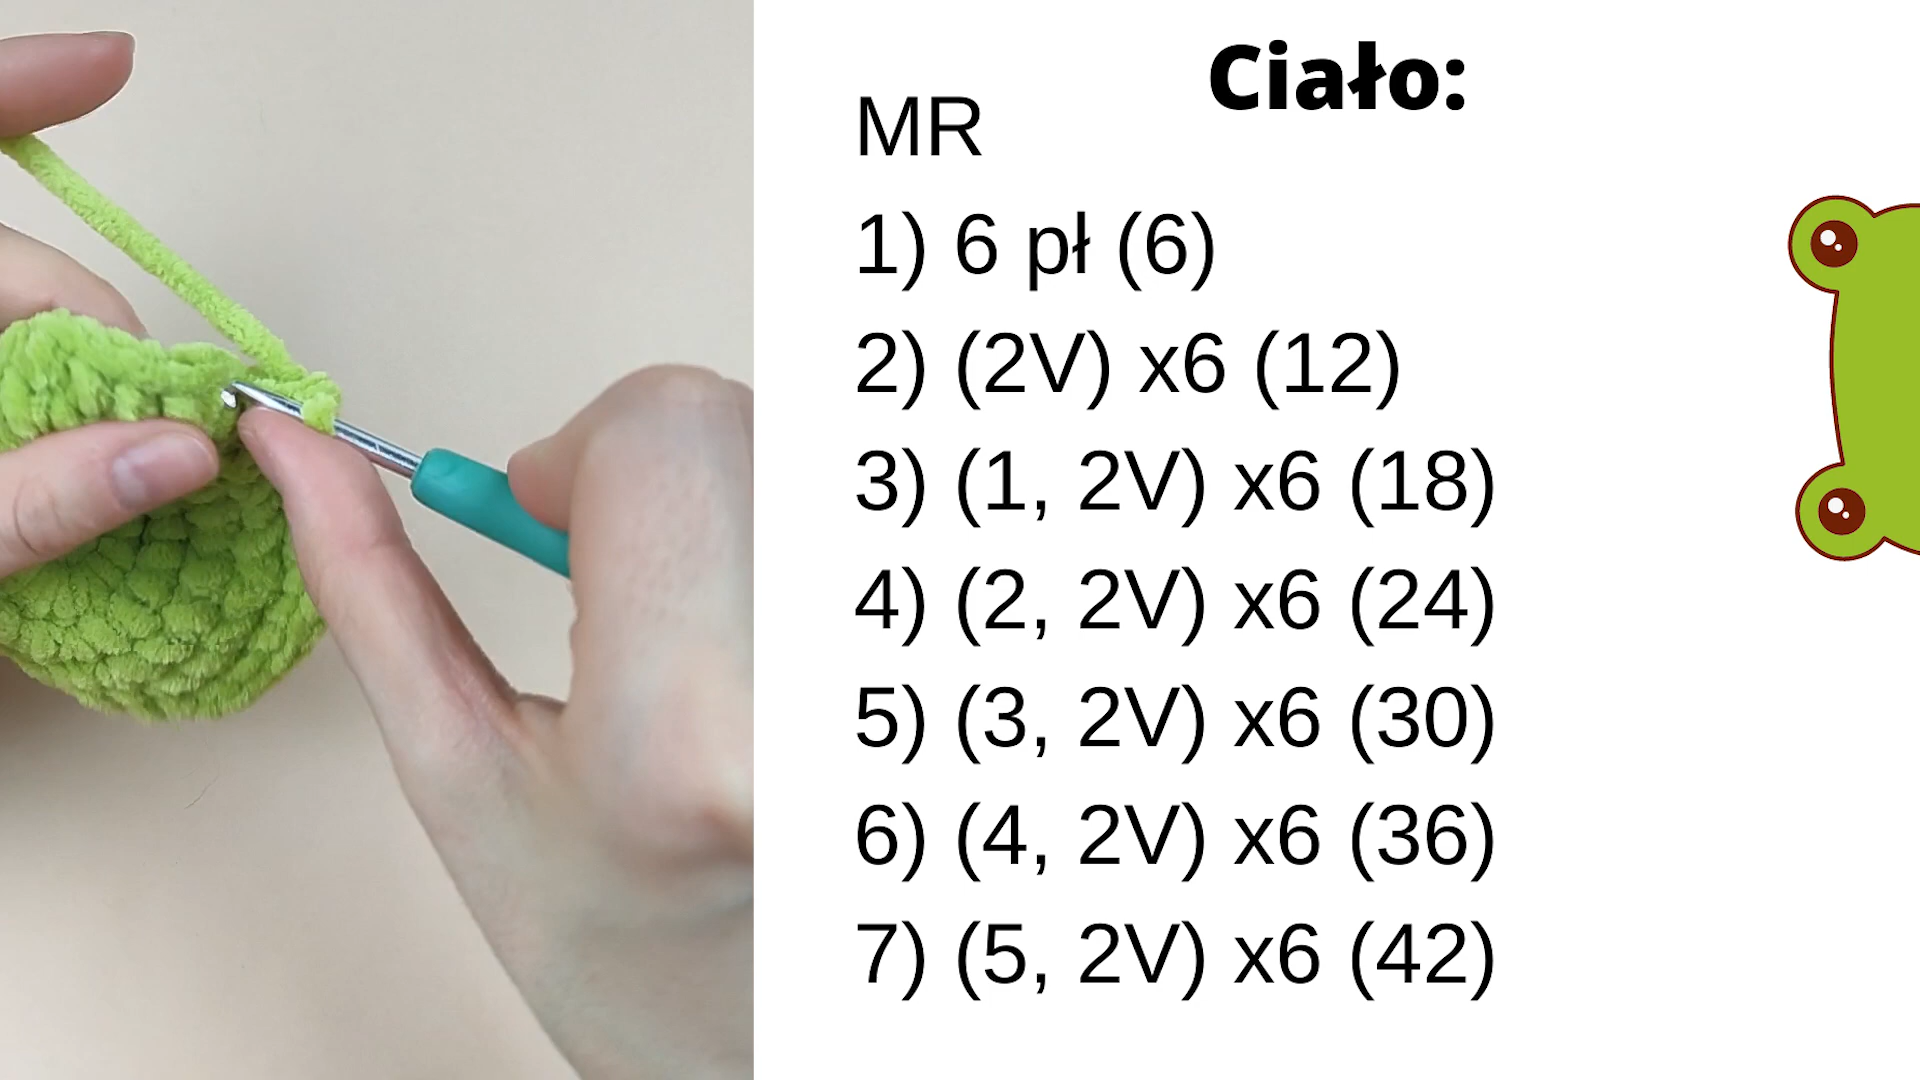 Ciało:
MR
1) 6 pł (6)
2) (2V) x6 (12)
3) (1, 2V) x6 (18)
4) (2, 2V) x6 (24)
5) (3, 2V) x6 (30)
6) (4, 2V) x6 (36)
7) (5, 2V) x6 (42)